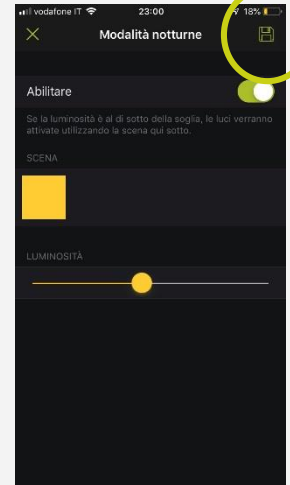 vodafone IT 23:00 18%
Modalità notturne
Abilitare
Se la luminosità è al di sotto della soglia, le luci verranno
attivate utilizzando la scena qui sotto.
SCENA
LUMINOSITÀ